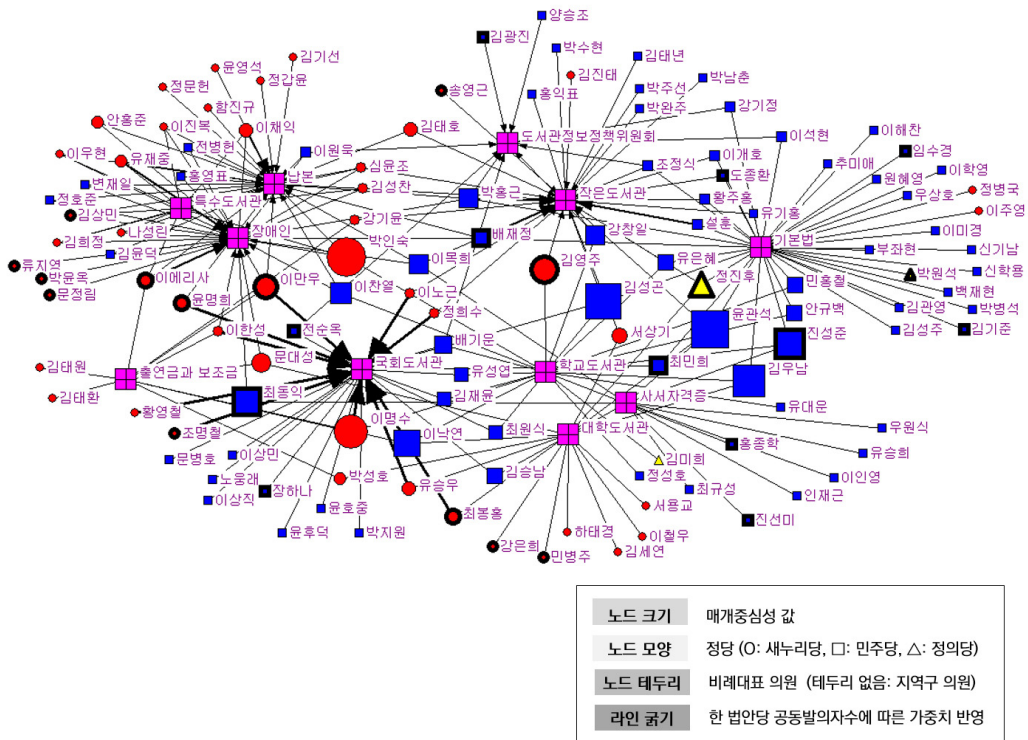 양승조
김기선
김광진
윤영석
박수현
김태년
정갑윤
정문헌
김진태
박남춘
송영근
홍익표
박주선
함진규
강기정
안홍준
박완주
이진복
이채익
김태호
도서관정보정책위원회
이석현
이해찬
전병헌
이원욱
임수경
이우현
유재중
심윤조
조정식
이개호
추미애
이학영
홍영표
납본
도종환
원혜영
변재일
김성찬
박홍근
작은도서관
황주홍
우상호
정병국
정호준
특수도서관
김상민
강기윤
설훈
유기홍
이주영
나성린
장애인
박인숙
배재정
강창일
이미경
김희정
김윤덕
기본법
부좌현
신기남
류지영
이목희
김영주
유은혜
박원석
신학용
박윤옥
이에리사
이만우
이찬열
김성곤
정진후
민홍철
백재현
문정림
윤명희
이노근
김관영
박병석
정희수
안규백
김성주
김기준
이한성
전순옥
서상기
윤관석
진성준
배기운
김태원
문대성
국회도서관
학교도서관
최민희
출연금과 보조금
유성엽
김우남
김태환
최동익
김재윤
사서자격증
유대운
황영철
이명수
우원식
조명철
이낙연
최원식
대학도서관
홍종학
유승희
문병호
이상민
김미희
박성호
김승남
정성호
이인영
노웅래
유승우
이상직
장하나
최규성
인재근
윤호중
서용교
최봉홍
진선미
윤후덕
박지원
하태경
이철우
강은희
김세연
민병주
노드 크기 매개중심성 값
노드 모양 정당 (O: 새누리당, □: 민주당, △: 정의당)
노드 테두리 비례대표 의원 (테두리 없음: 지역구 의원)
라인 굵기 한 법안당 공동발의자수에 따른 가중치 반영